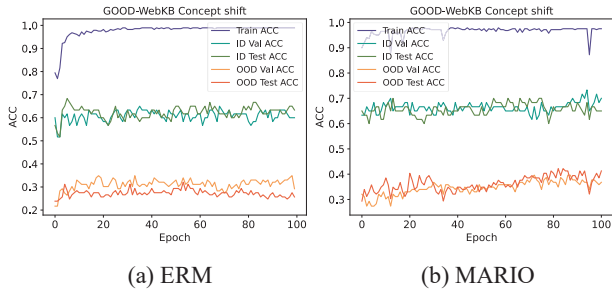 GOOD-WebKB Concept shift
1.0
0.9
0.8
0.7
0.6
0.5
0.4
0.3
0.2
ACC
0 20 40 60 80 100
Epoch
Train ACC
ID Val ACC
ID Test ACC
OOD Val ACC
OOD Test ACC
(a) ERM
GOOD-WebKB Concept shift
1.0
0.9
0.8
0.7
0.6
0.5
0.4
0.3
ACC
0 20 40 60 80 100
Epoch
Train ACC
ID Val ACC
ID Test ACC
OOD Val ACC
OOD Test ACC
(b) MARIO